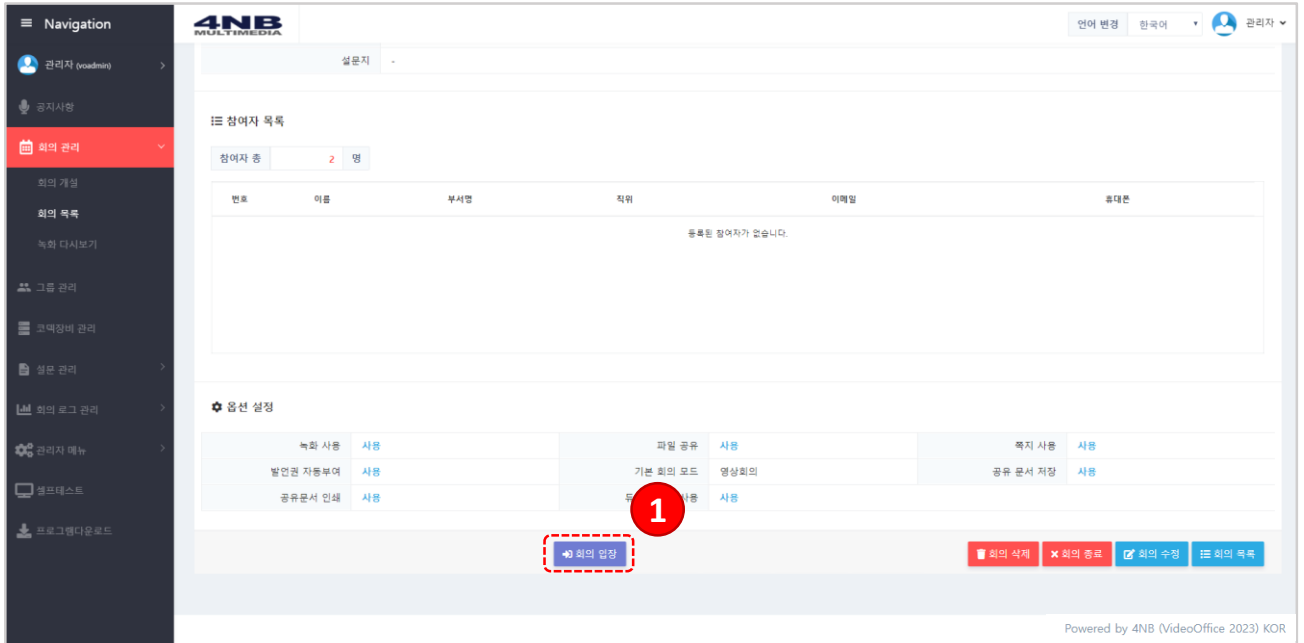 Navigation
4NB
MULTIMEDIA
언어 변경 한국어 관리자
관리자 (voadmin)
설문지 -
공지사항
참여자 목록
회의 관리
참여자 총 2 명
회의 개설
번호 이름 부서명 직위 이메일 휴대폰
회의 목록
등록된 참여자가 없습니다.
녹화 다시보기
그룹 관리
코덱장비 관리
설문 관리
회의 로그 관리
옵션 설정
녹화 사용 사용 파일 공유 사용 쪽지 사용 사용
관리자 메뉴
발언권 자동부여 사용 기본 회의 모드 영상회의 공유 문서 저장 사용
셀프테스트
공유문서 인쇄 사용 사용
1
프로그램다운로드
회의 입장 회의 삭제 회의 종료 회의 수정 회의 목록
Powered by 4NB (VideoOffice 2023) KOR